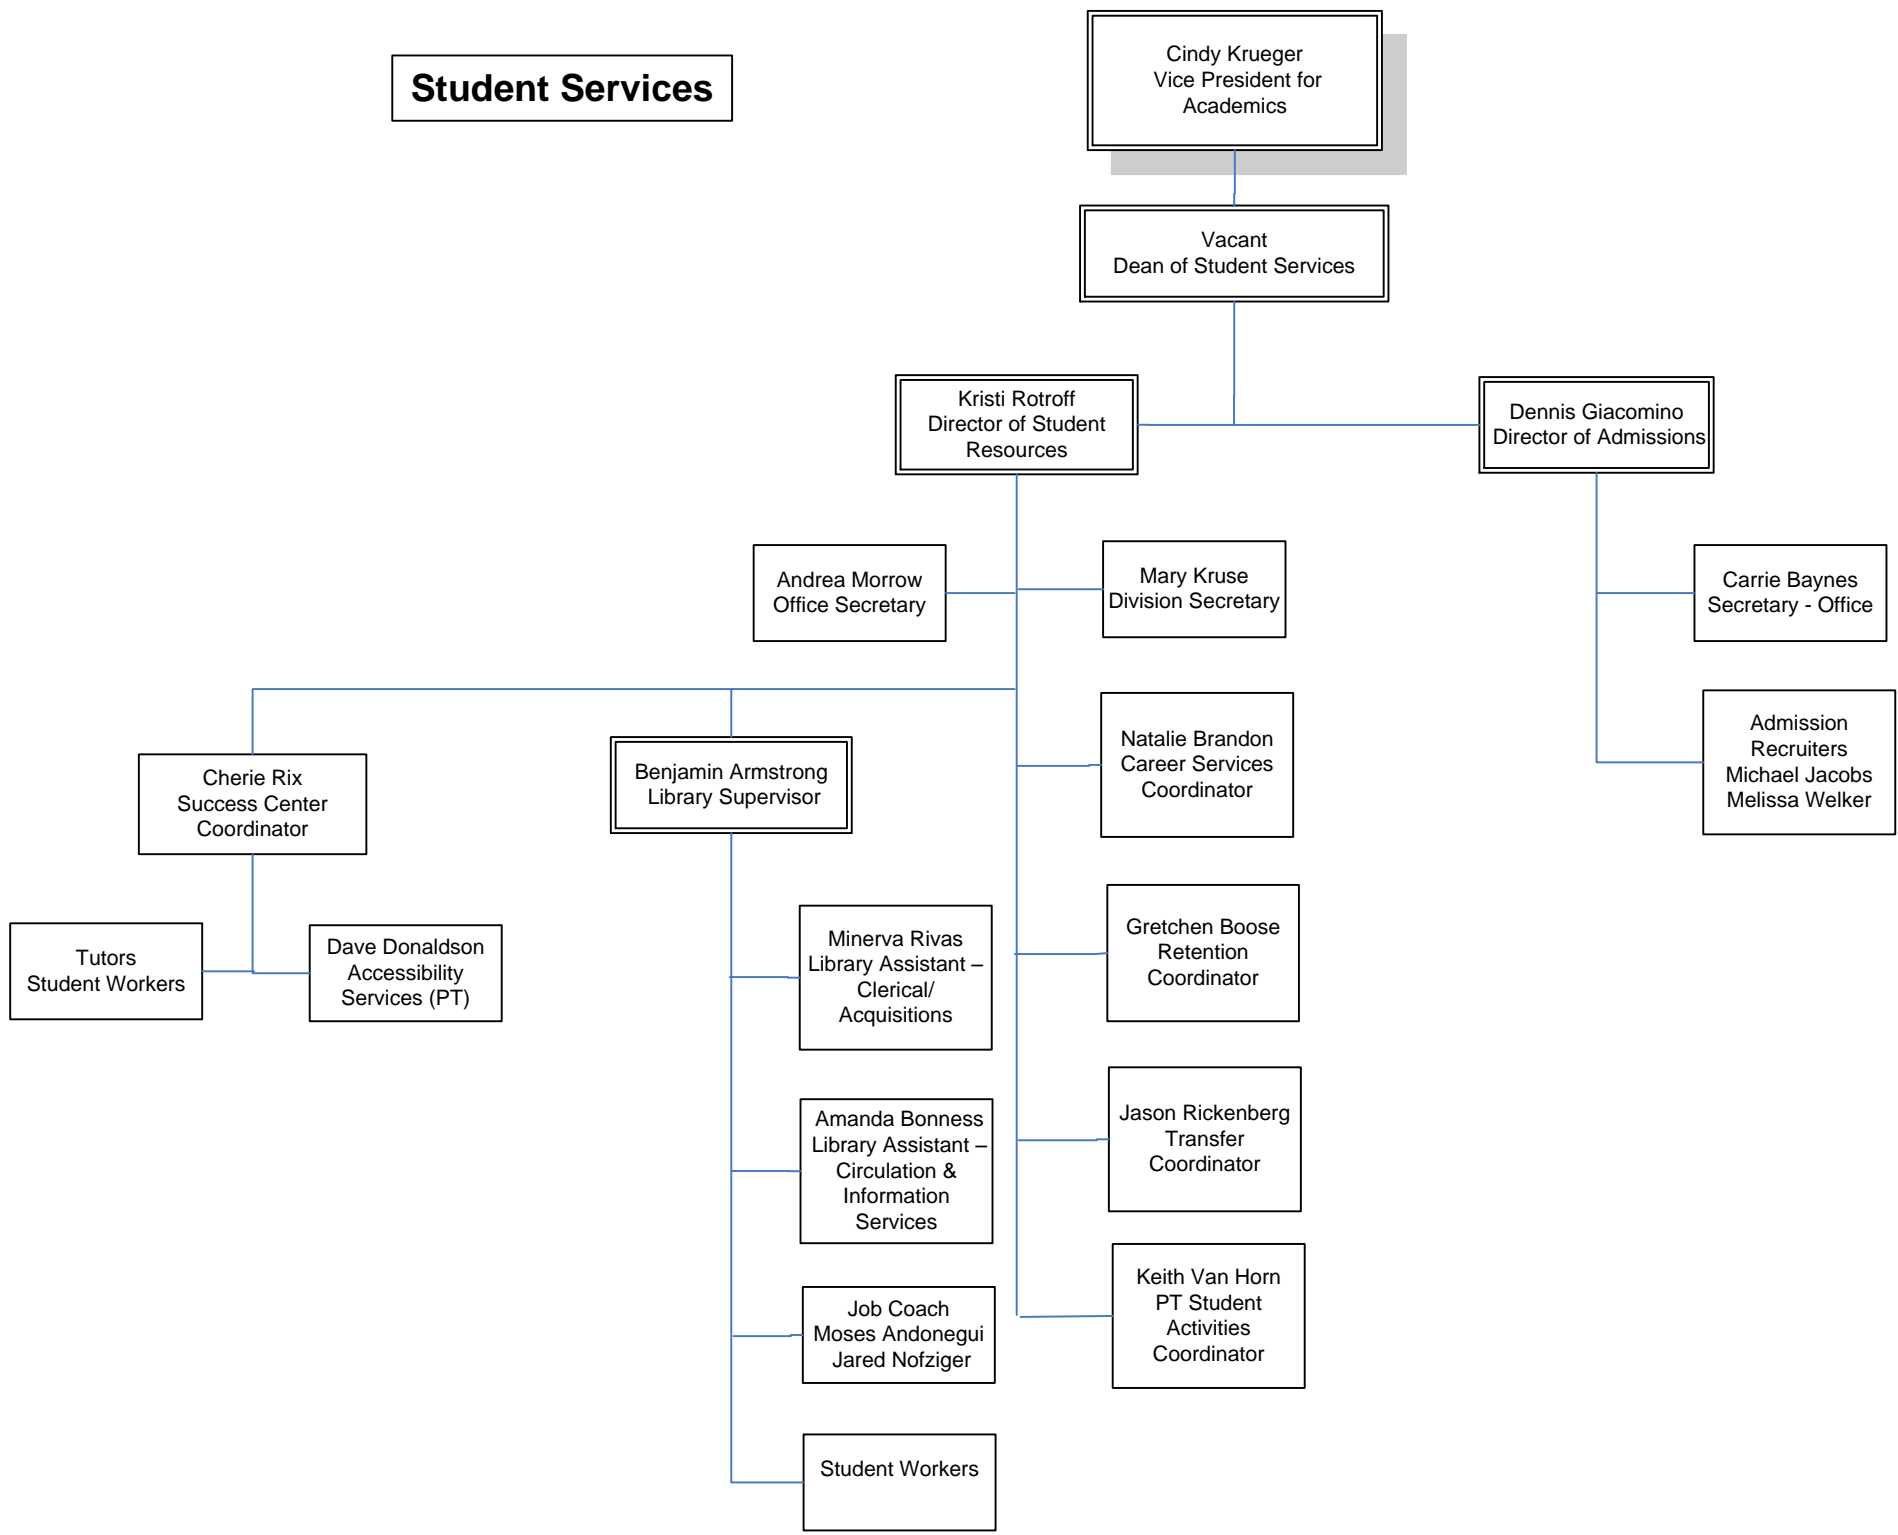 Student Services
Cindy Krueger
Vice President for
Academics
Vacant
Dean of Student Services
Kristi Rotroff
Director of Student
Resources
Dennis Giacomino
Director of Admissions
Andrea Morrow
Office Secretary
Mary Kruse
Division Secretary
Carrie Baynes
Secretary - Office
Cherie Rix
Success Center
Coordinator
Benjamin Armstrong
Library Supervisor
Natalie Brandon
Career Services
Coordinator
Admission
Recruiters
Michael Jacobs
Melissa Welker
Tutors
Student Workers
Dave Donaldson
Accessibility
Services (PT)
Minerva Rivas
Library Assistant –
Clerical/
Acquisitions
Gretchen Boose
Retention
Coordinator
Amanda Bonness
Library Assistant –
Circulation &
Information
Services
Jason Rickenberg
Transfer
Coordinator
Job Coach
Moses Andonegui
Jared Nofziger
Keith Van Horn
PT Student
Activities
Coordinator
Student Workers